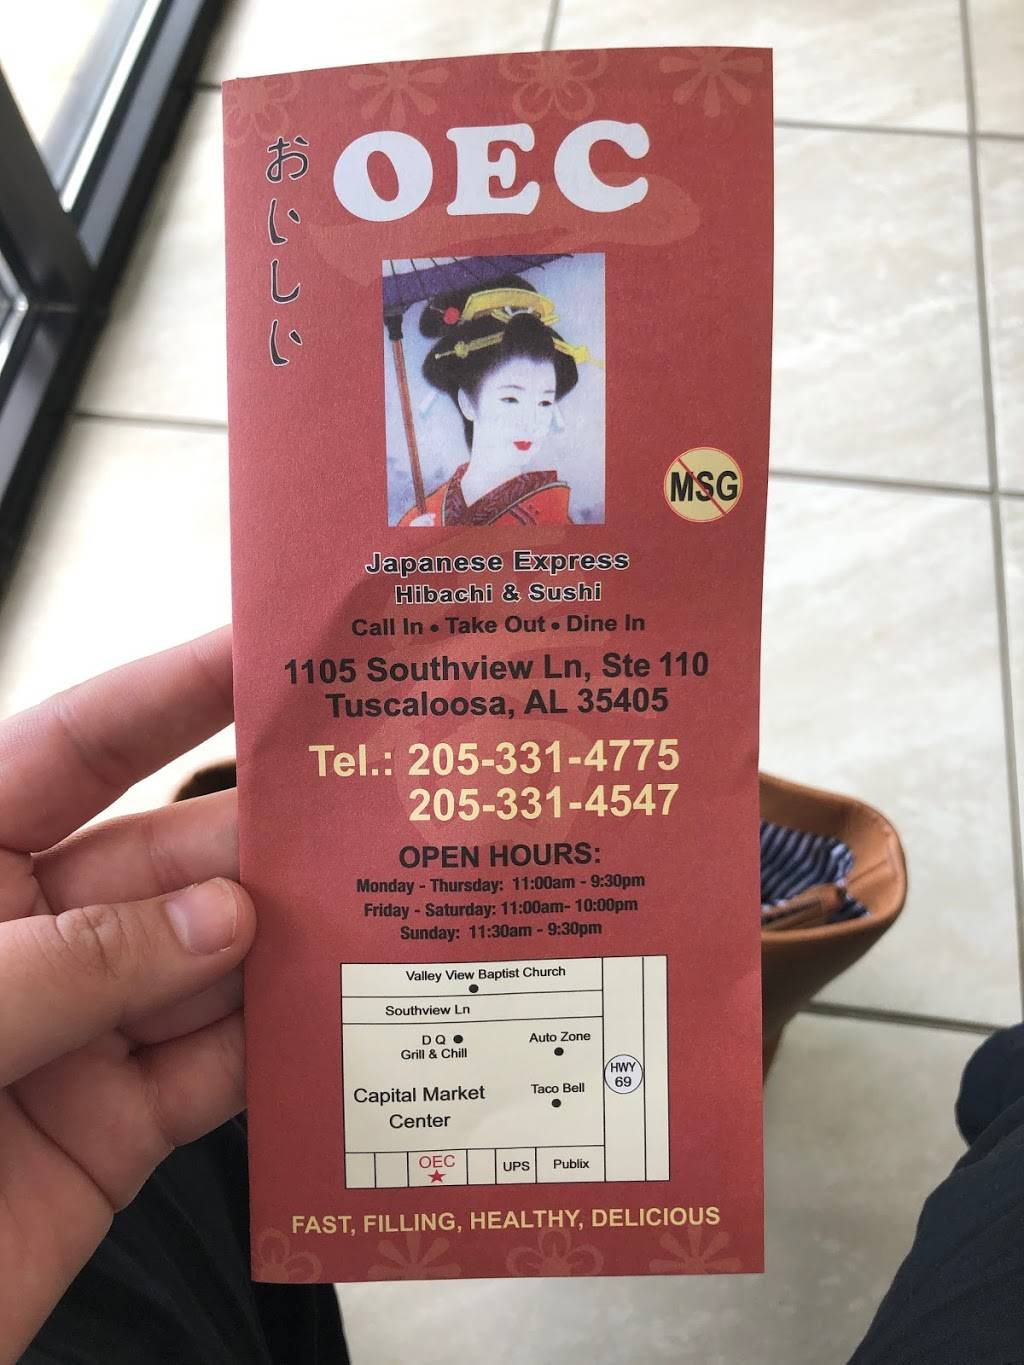 おいしい
OEC
MSG
Japanese Express
Hibachi & Sushi
Call In • Take Out • Dine In
1105 Southview Ln, Ste 110
Tuscaloosa, AL 35405
Tel.: 205-331-4775
205-331-4547
OPEN HOURS:
Monday - Thursday: 11:00am - 9:30pm
Friday - Saturday: 11:00am- 10:00pm
Sunday: 11:30am - 9:30pm
Valley View Baptist Church
Southview Ln
D Q
Grill & Chill
Auto Zone
HWY
69
Taco Bell
Capital Market
Center
OEC
UPS
Publix
FAST, FILLING, HEALTHY, DELICIOUS